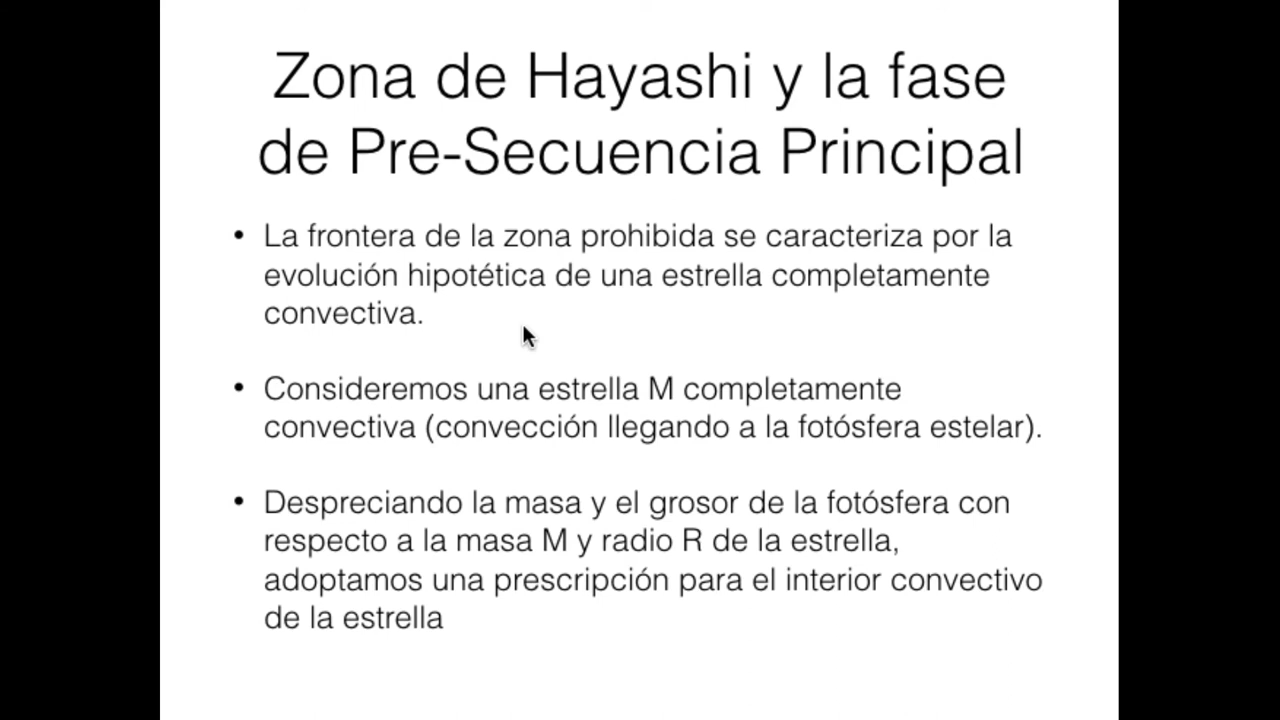 Zona de Hayashi y la fase
de Pre-Secuencia Principal
• La frontera de la zona prohibida se caracteriza por la
evolución hipotética de una estrella completamente
convectiva.
• Consideremos una estrella M completamente
convectiva (convección llegando a la fotósfera estelar).
• Despreciando la masa y el grosor de la fotósfera con
respecto a la masa M y radio R de la estrella,
adoptamos una prescripción para el interior convectivo
de la estrella